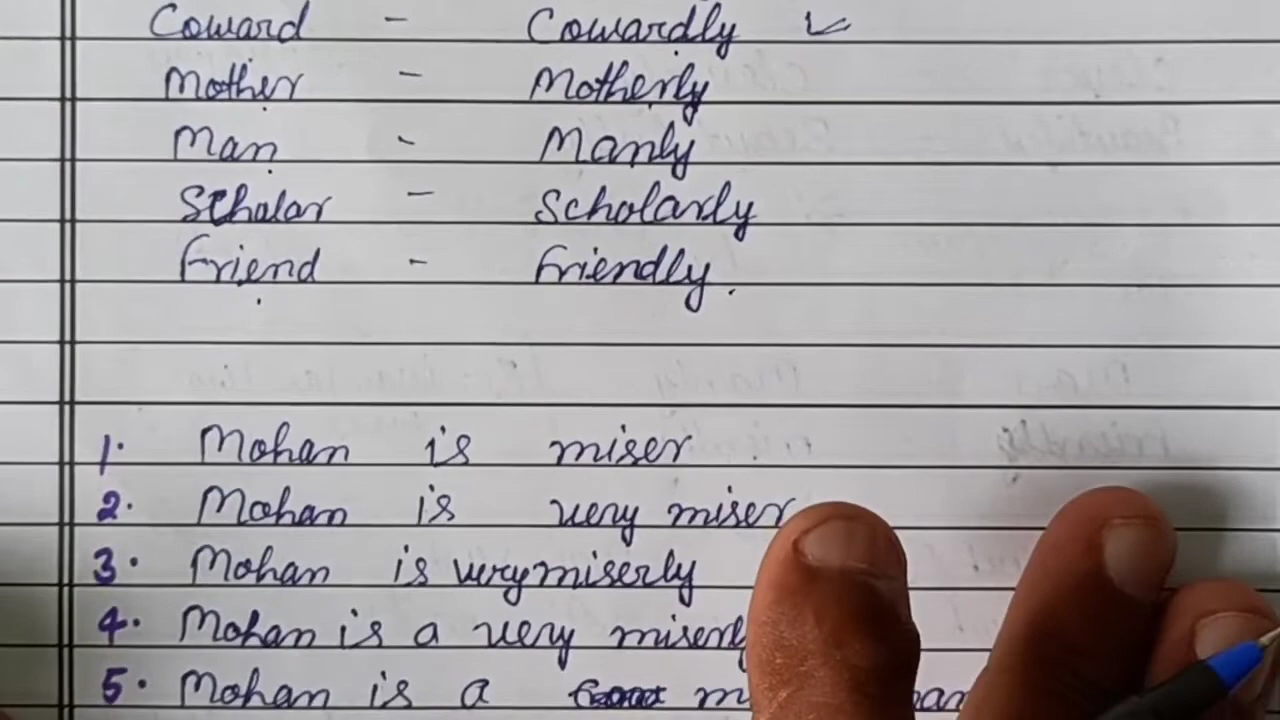 Coward - Cowardly
Mother - Motherly
Man - Manly
Scholar - Scholarly
Friend - Friendly.
1. Mohan is miser
2. Mohan is very miser
3. Mohan is very miserly
4. Mohan is a very miserly
5. Mohan is a